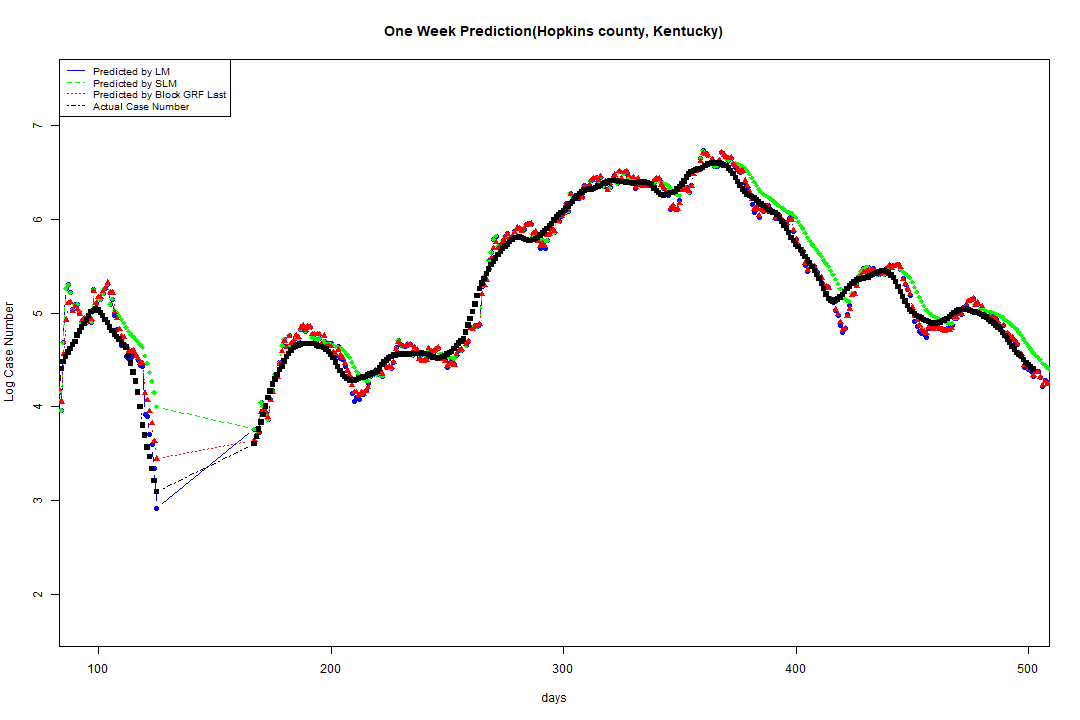 One Week Prediction(Hopkins county, Kentucky)
Predicted by LM
Predicted by SLM
Predicted by Block GRF Last
Actual Case Number
Log Case Number
7
6
5
4
3
2
100 200 300 400 500
days